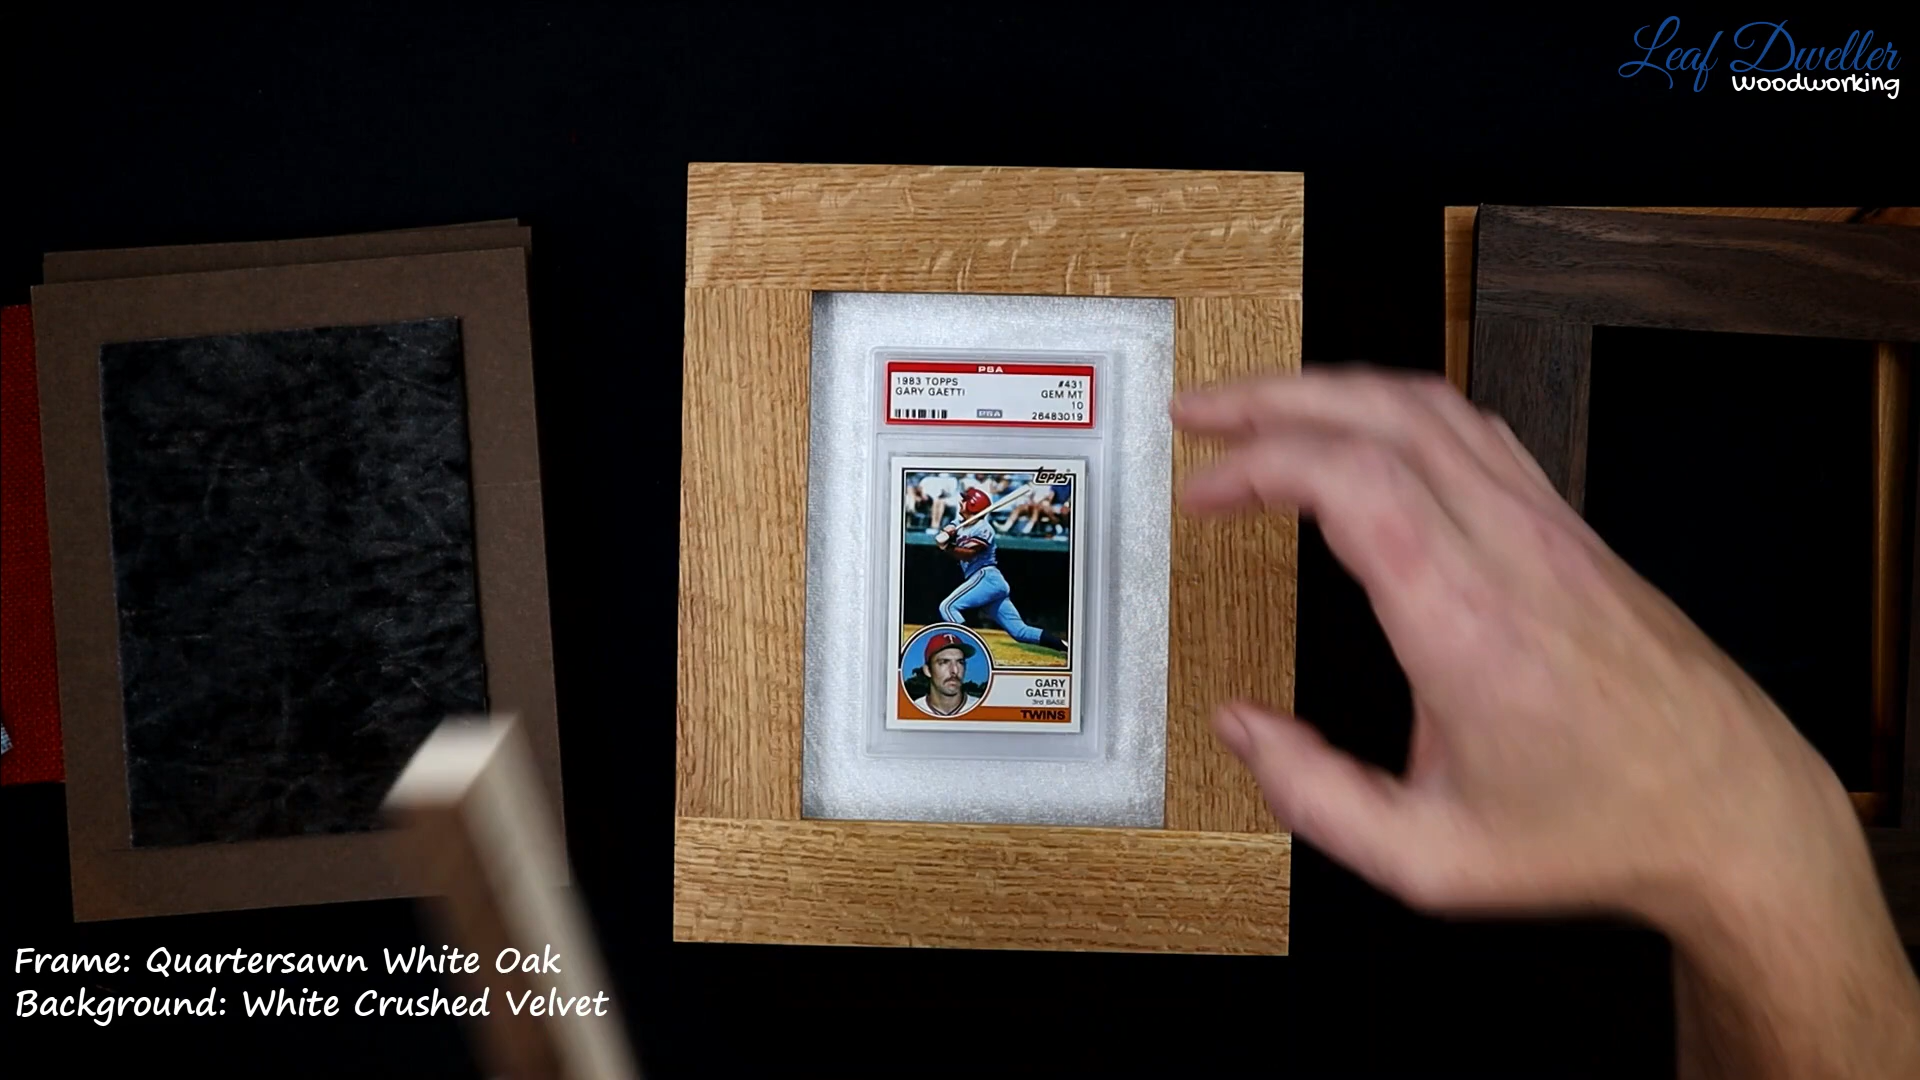 Leaf Dweller
woodworking
PSA
1983 TOPPS #431
GARY GAETTI GEM MT
10
PSA 26483019
Topps
T
GARY
GAETTI
3rd BASE
TWINS
Frame: Quartersawn White Oak
Background: White Crushed Velvet